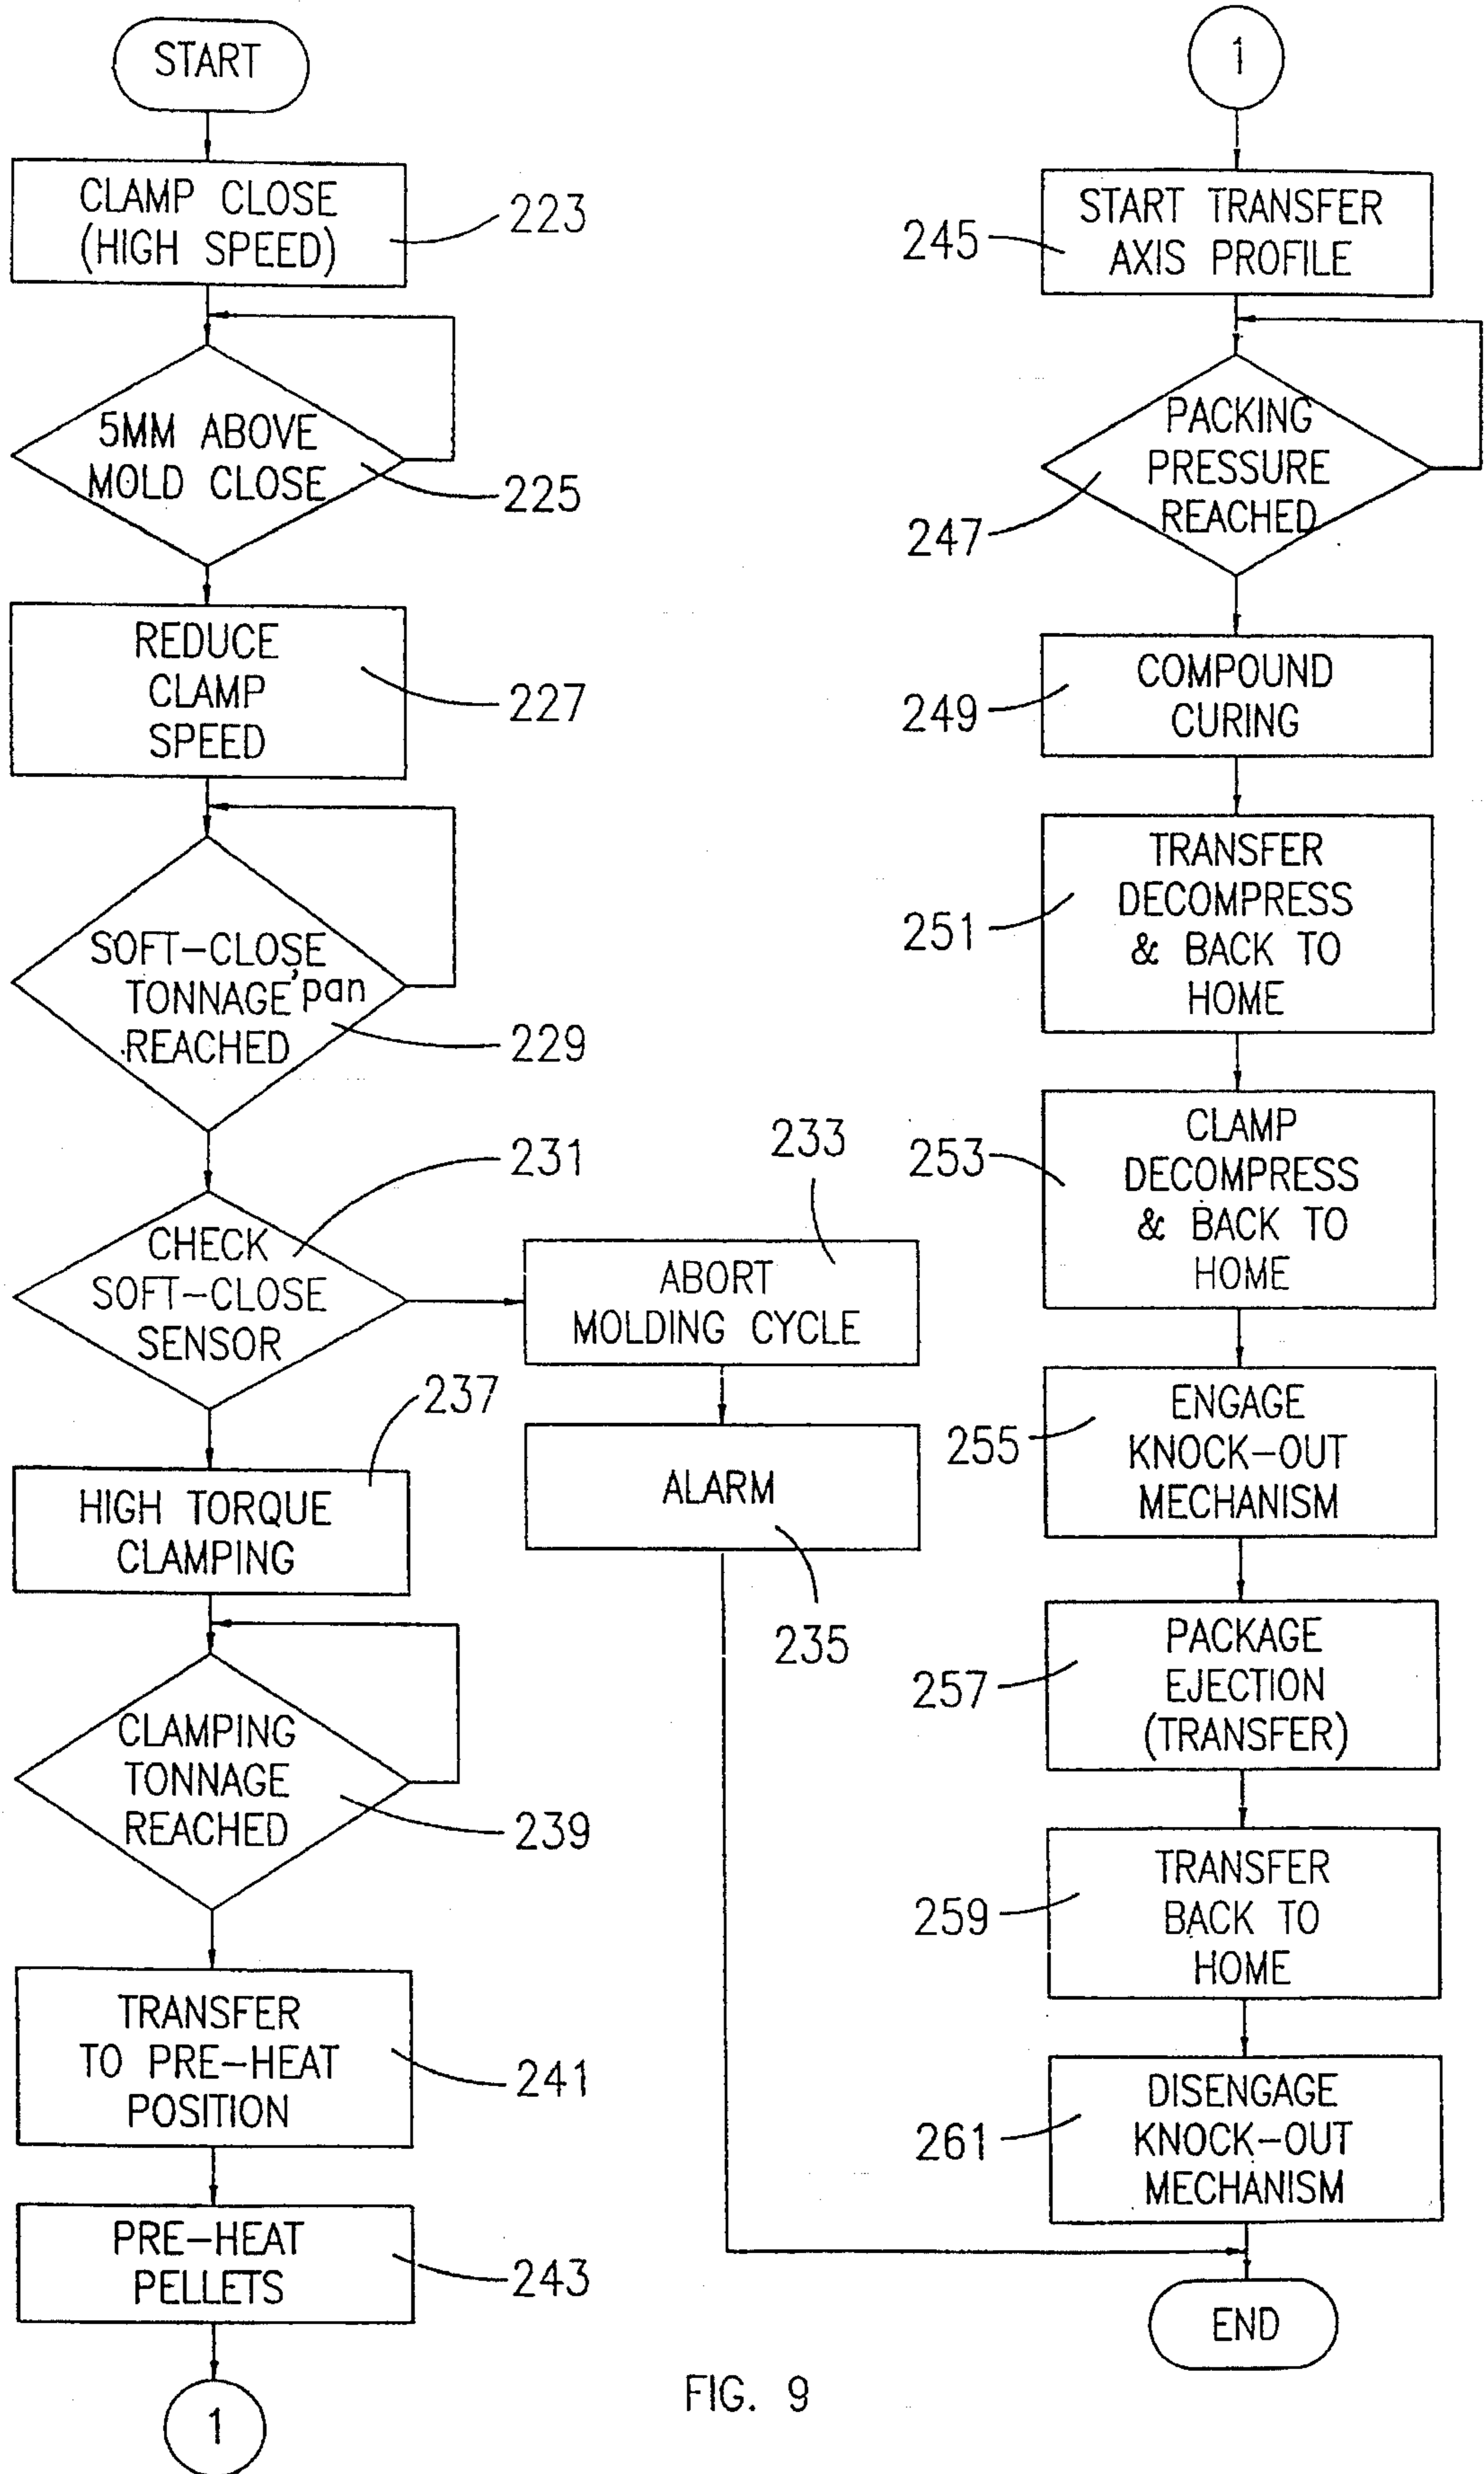 START
CLAMP CLOSE
(HIGH SPEED)
223
5MM ABOVE
MOLD CLOSE
225
REDUCE
CLAMP
SPEED
227
SOFT-CLOSE
TONNAGE'pan
REACHED
229
CHECK
SOFT-CLOSE
SENSOR
231
ABORT
MOLDING CYCLE
233
ALARM
235
HIGH TORQUE
CLAMPING
237
CLAMPING
TONNAGE
REACHED
239
TRANSFER
TO PRE-HEAT
POSITION
241
PRE-HEAT
PELLETS
243
1
1
START TRANSFER
AXIS PROFILE
245
PACKING
PRESSURE
REACHED
247
COMPOUND
CURING
249
TRANSFER
DECOMPRESS
& BACK TO
HOME
251
CLAMP
DECOMPRESS
& BACK TO
HOME
253
ENGAGE
KNOCK-OUT
MECHANISM
255
PACKAGE
EJECTION
(TRANSFER)
257
TRANSFER
BACK TO
HOME
259
DISENGAGE
KNOCK-OUT
MECHANISM
261
END
FIG. 9